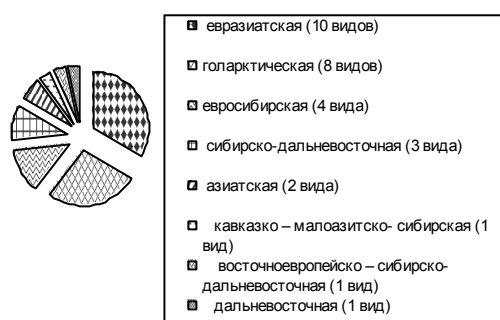 евразиатская (10 видов)
голарктическая (8 видов)
евросибирская (4 вида)
сибирско-дальневосточная (3 вида)
азиатская (2 вида)
кавказко – малоазитско- сибирская (1
вид)
восточноевропейско – сибирско-
дальневосточная (1 вид)
дальневосточная (1 вид)